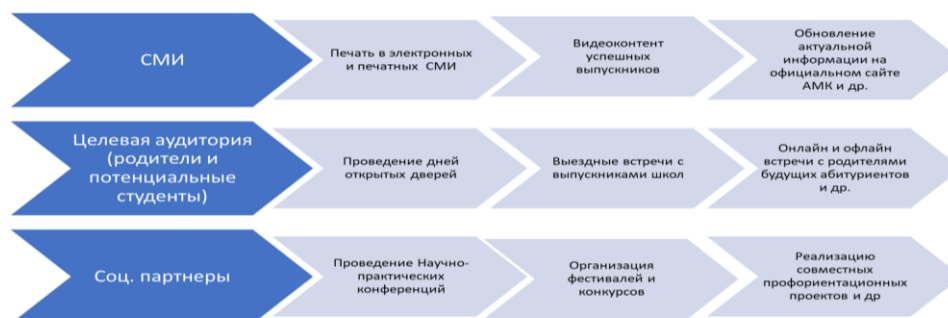 СМИ
Печать в электронных
и печатных СМИ
Видеоконтент
успешных
выпускников
Обновление
актуальной
информации на
официальном сайте
АМК и др.
Целевая аудитория
(родители и
потенциальные
студенты)
Проведение дней
открытых дверей
Выездные встречи с
выпускниками школ
Онлайн и офлайн
встречи с родителями
будущих абитуриентов
и др.
Соц. партнеры
Проведение Научно-
практических
конференций
Организация
фестивалей и
конкурсов
Реализацию
совместных
профориентационных
проектов и др